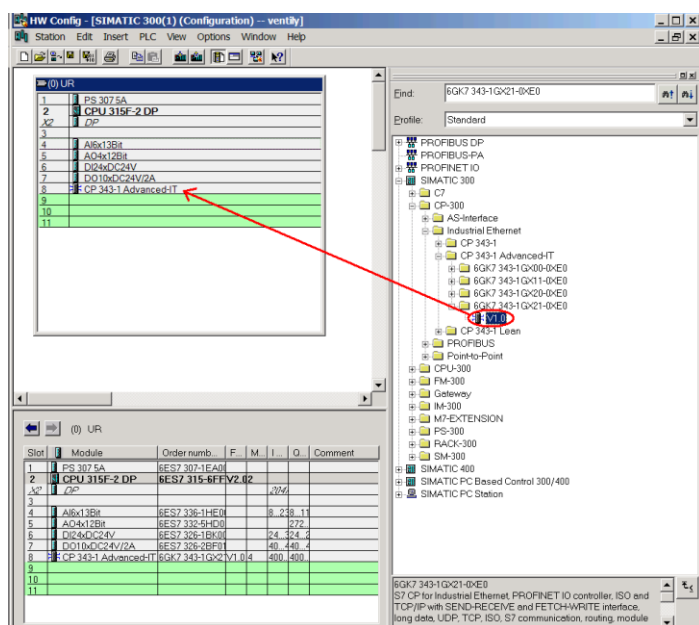 HW Config - [SIMATIC 300(1) (Configuration) -- ventily]
Station Edit Insert PLC View Options Window Help
(0) UR
1 PS 307 5A
2 CPU 315F-2 DP
X2 DP
3
4 AI6x13Bit
5 AO4x12Bit
6 DI24xDC24V
7 DO10xDC24V/2A
8 CP 343-1 Advanced-IT
9
10
11
Find: 6GK7 343-1GX21-0XE0
Profile: Standard
PROFIBUS DP
PROFIBUS-PA
PROFINET IO
SIMATIC 300
C7
CP-300
AS-Interface
Industrial Ethernet
CP 343-1
CP 343-1 Advanced-IT
6GK7 343-1GX00-0XE0
6GK7 343-1GX11-0XE0
6GK7 343-1GX20-0XE0
6GK7 343-1GX21-0XE0
V1.0
CP 343-1 Lean
PROFIBUS
Point-to-Point
CPU-300
FM-300
Gateway
IM-300
M7-EXTENSION
PS-300
RACK-300
SM-300
SIMATIC 400
SIMATIC PC Based Control 300/400
SIMATIC PC Station
(0) UR
Slot Module Order numb... F... M... I... Q... Comment
1 PS 307 5A 6ES7 307-1EA0
2 CPU 315F-2 DP 6ES7 315-6FF V2.0 2
X2 DP 204
3
4 AI6x13Bit 6ES7 336-1HE0 8...23 8...11
5 AO4x12Bit 6ES7 332-5HD0 272...
6 DI24xDC24V 6ES7 326-1BK0 24...3 24...2
7 DO10xDC24V/2A 6ES7 326-2BF0 40...4 40...4
8 CP 343-1 Advanced-IT 6GK7 343-1GX2 V1.0 4 400... 400...
9
10
11
6GK7 343-1GX21-0XE0
S7 CP for Industrial Ethernet, PROFINET IO controller, ISO and
TCP/IP with SEND-RECEIVE and FETCH-WRITE interface,
long data, UDP, TCP, ISO, S7 communication, routing, module